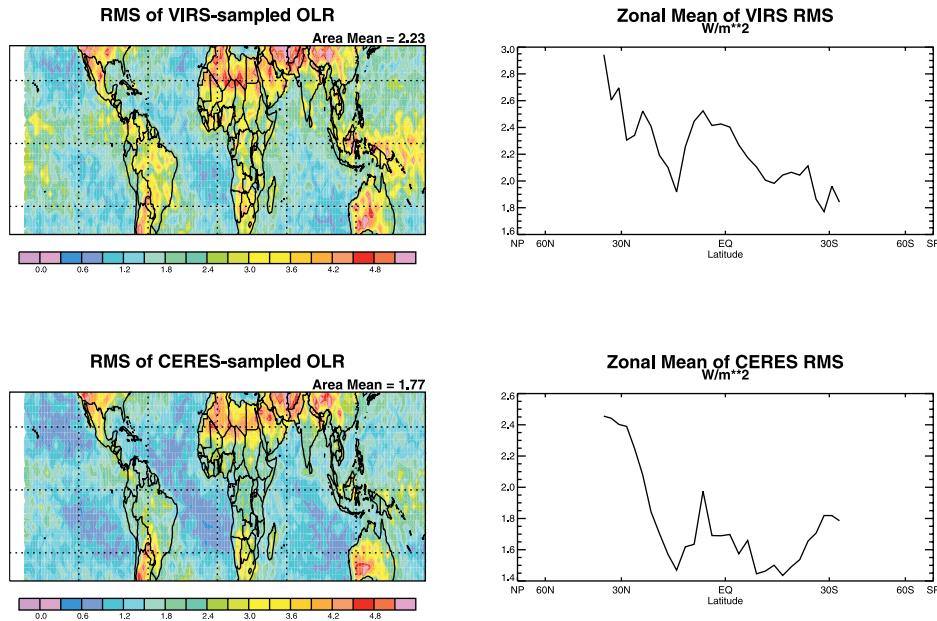 RMS of VIRS-sampled OLR
Area Mean = 2.23
0.0 0.6 1.2 1.8 2.4 3.0 3.6 4.2 4.8
Zonal Mean of VIRS RMS
W/m**2
3.0
2.8
2.6
2.4
2.2
2.0
1.8
1.6
NP 60N 30N EQ 30S 60S SP
Latitude
RMS of CERES-sampled OLR
Area Mean = 1.77
0.0 0.6 1.2 1.8 2.4 3.0 3.6 4.2 4.8
Zonal Mean of CERES RMS
W/m**2
2.6
2.4
2.2
2.0
1.8
1.6
1.4
NP 60N 30N EQ 30S 60S SP
Latitude